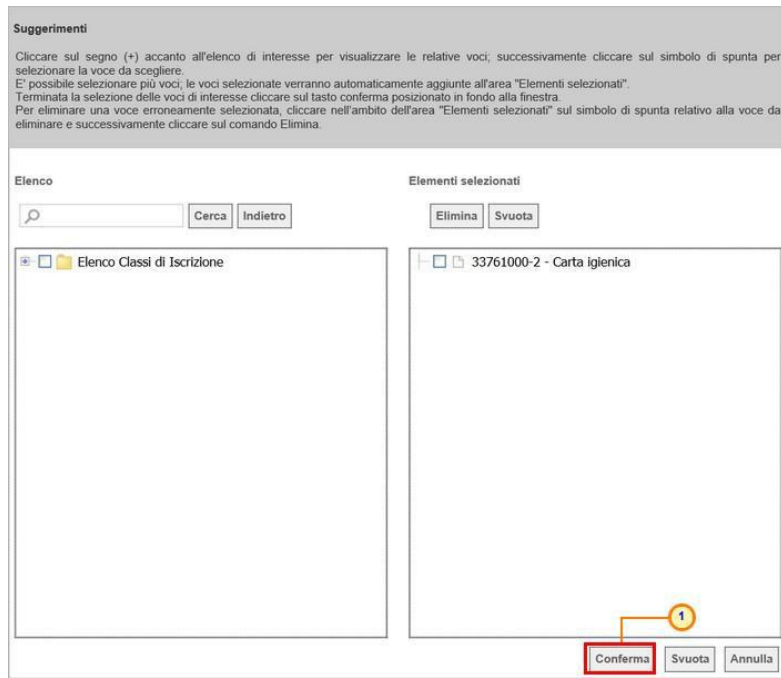 Suggerimenti
Cliccare sul segno (+) accanto all'elenco di interesse per visualizzare le relative voci; successivamente cliccare sul simbolo di spunta per
selezionare la voce da scegliere.
E' possibile selezionare più voci; le voci selezionate verranno automaticamente aggiunte all'area "Elementi selezionati".
Terminata la selezione delle voci di interesse cliccare sul tasto conferma posizionato in fondo alla finestra.
Per eliminare una voce erroneamente selezionata, cliccare nell'ambito dell'area "Elementi selezionati" sul simbolo di spunta relativo alla voce da
eliminare e successivamente cliccare sul comando Elimina.
Elenco
Elementi selezionati
Cerca Indietro
Elimina Svuota
Elenco Classi di Iscrizione
33761000-2 - Carta igienica
1
Conferma Svuota Annulla